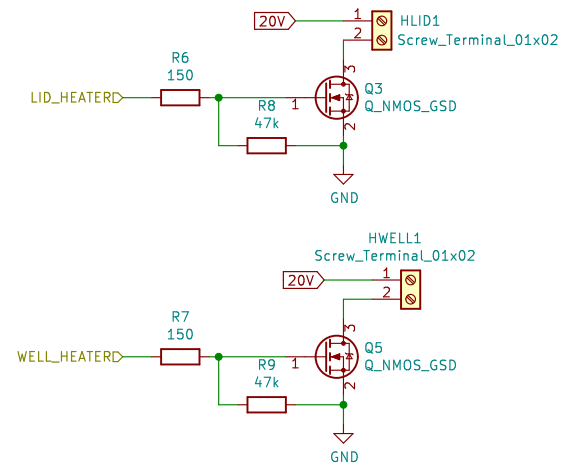 20V
1
HLID1
2
Screw_Terminal_01x02
R6
150
3
Q3
LID_HEATER
R8
1
Q_NMOS_GSD
47k
2
GND
HWELL1
Screw_Terminal_01x02
20V
1
2
R7
150
3
Q5
WELL_HEATER
R9
1
Q_NMOS_GSD
47k
2
GND